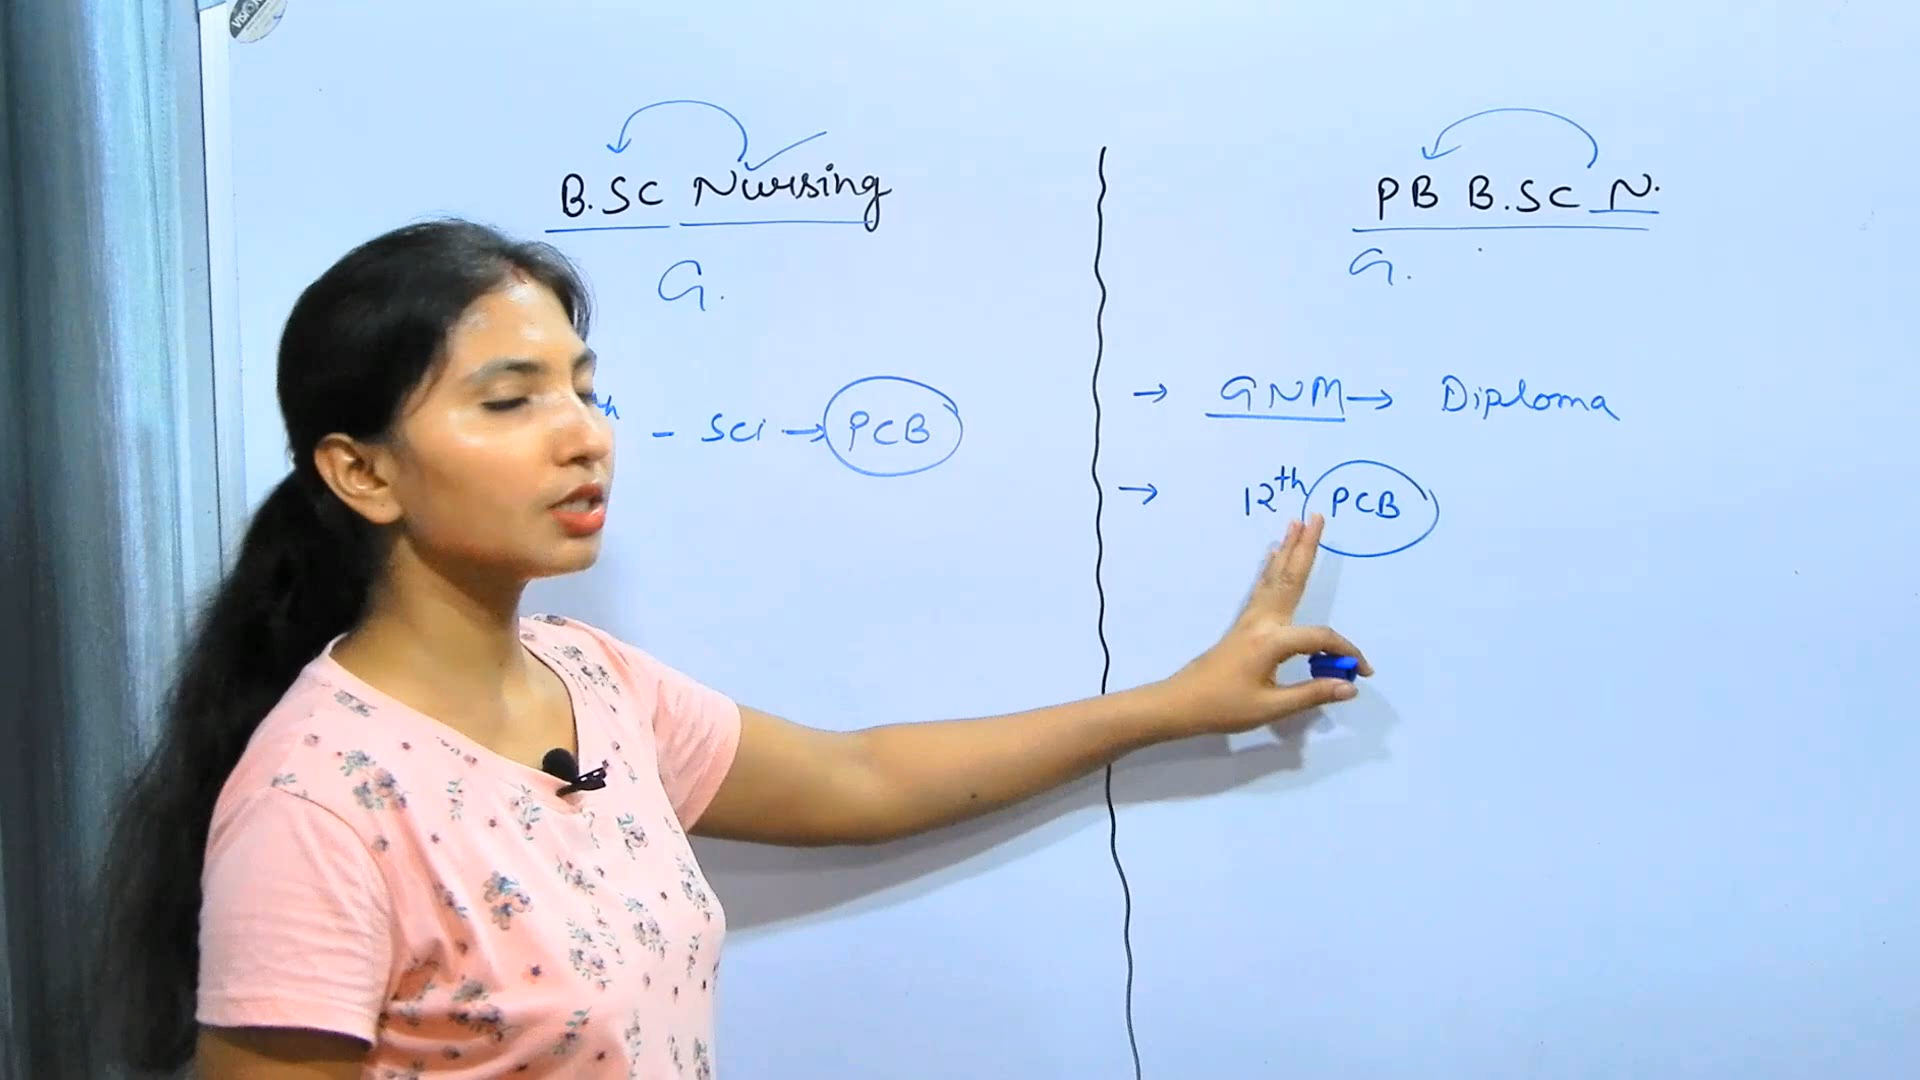 B.SC Nursing
G.
- Sci → PCB
PB B.SC N.
G.
→ GNM → Diploma
→ 12th PCB